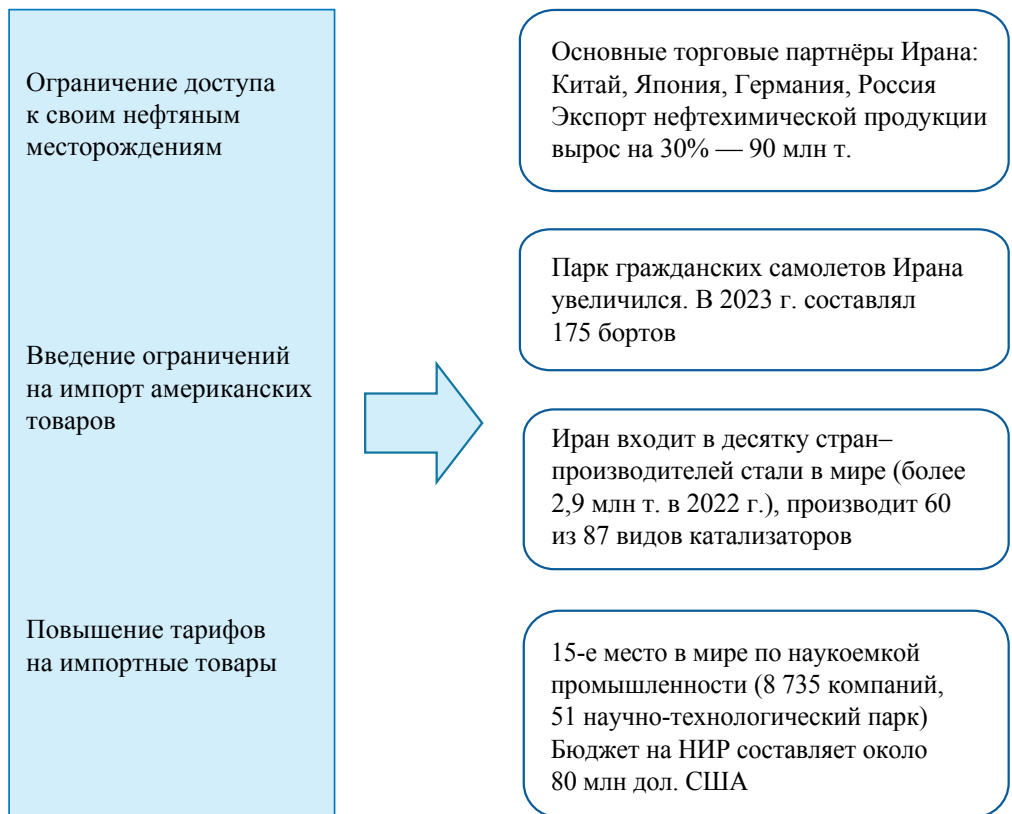 Ограничение доступа
к своим нефтяным
месторождениям
Введение ограничений
на импорт американских
товаров
Повышение тарифов
на импортные товары
Основные торговые партнёры Ирана:
Китай, Япония, Германия, Россия
Экспорт нефтехимической продукции
вырос на 30% — 90 млн т.
Парк гражданских самолетов Ирана
увеличился. В 2023 г. составлял
175 бортов
Иран входит в десятку стран–
производителей стали в мире (более
2,9 млн т. в 2022 г.), производит 60
из 87 видов катализаторов
15-е место в мире по наукоемкой
промышленности (8 735 компаний,
51 научно-технологический парк)
Бюджет на НИР составляет около
80 млн дол. США